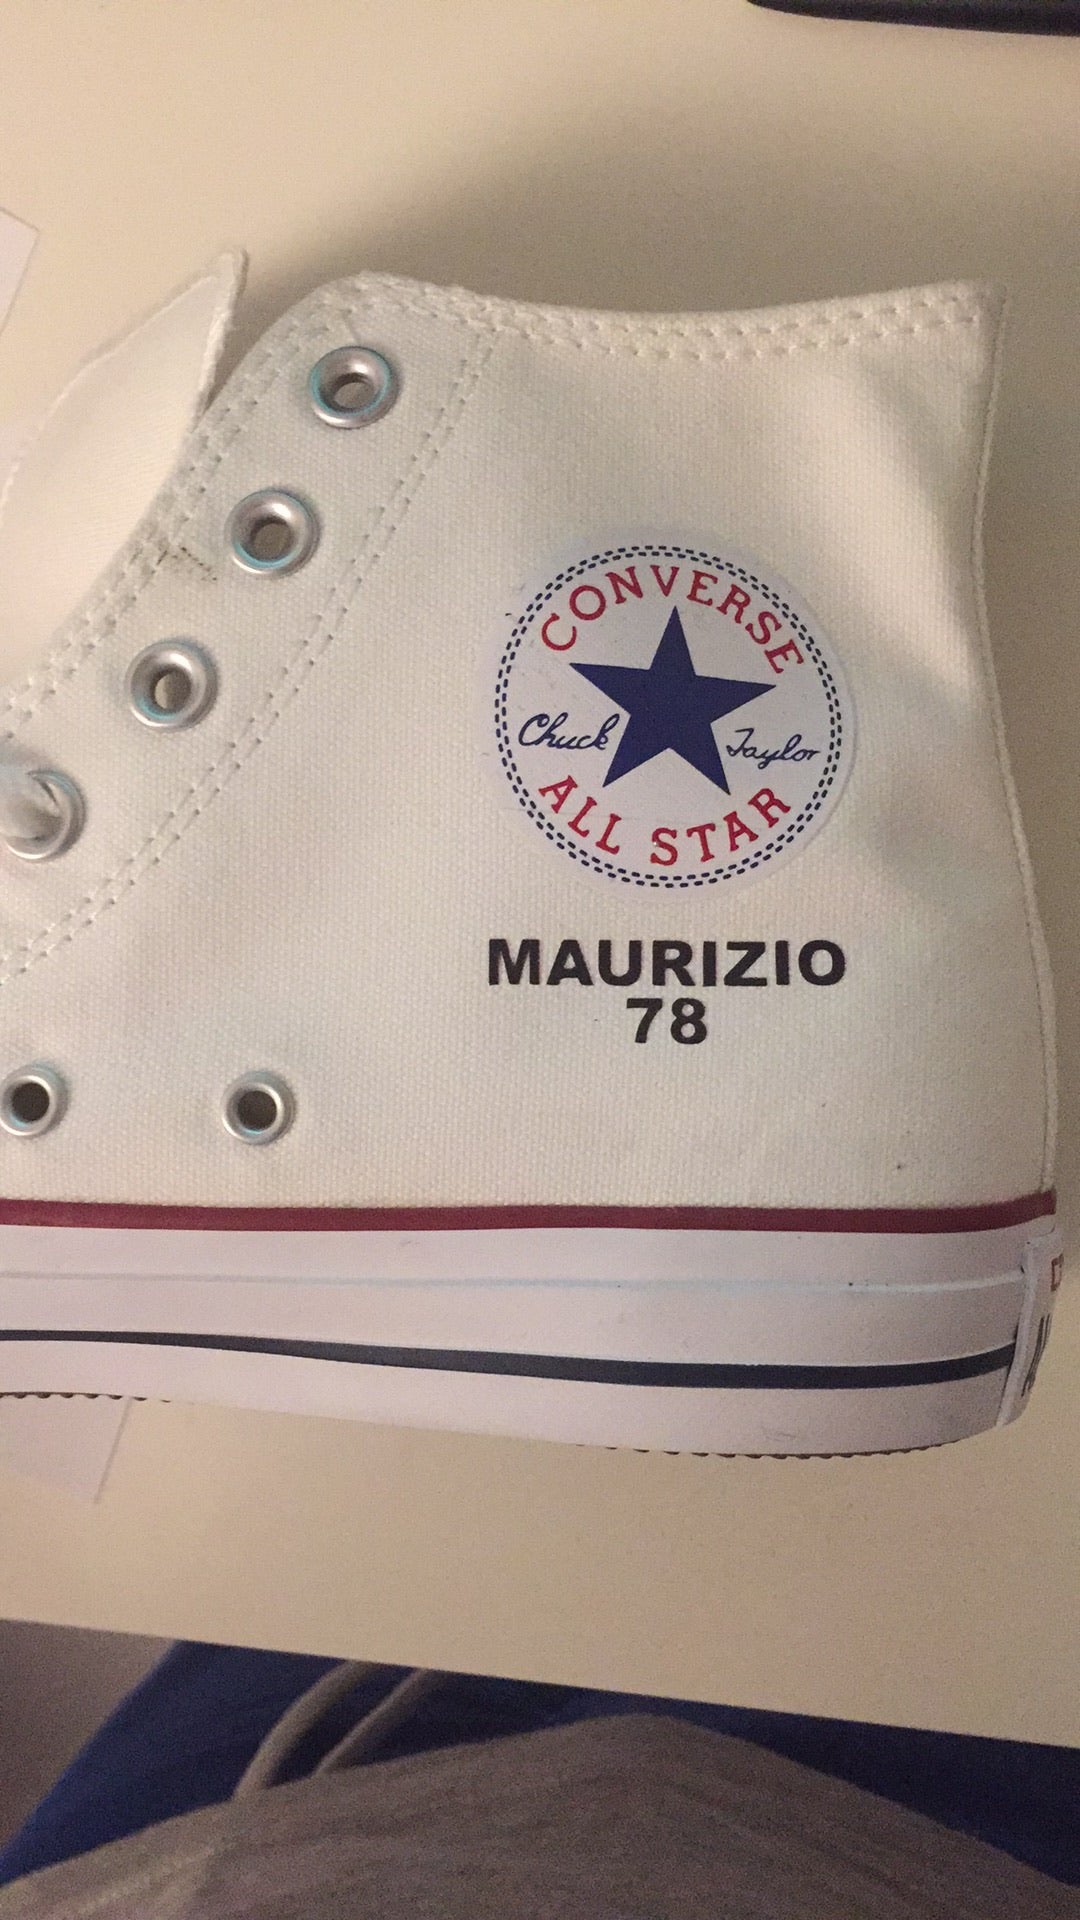 CONVERSE
Chuck Taylor
ALL STAR
MAURIZIO
78